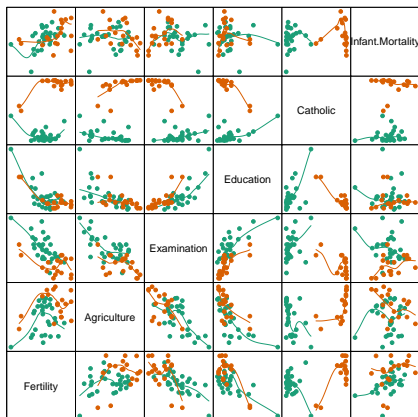 Infant.Mortality
Catholic
Education
Examination
Agriculture
Fertility